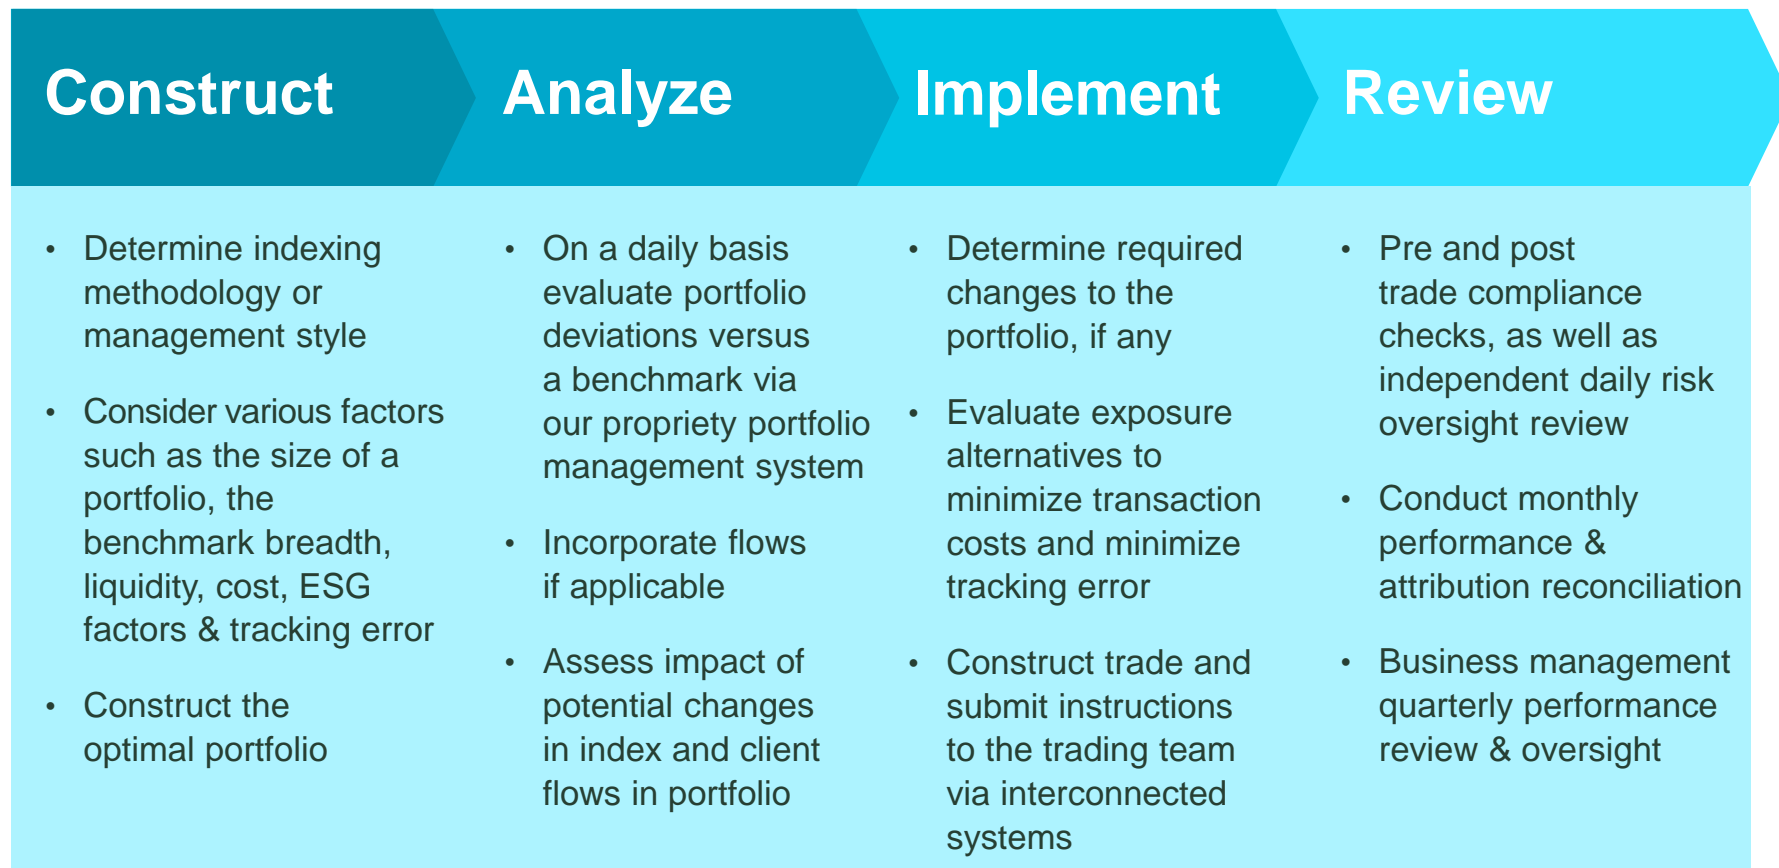 Construct
Analyze
Implement
Review
• Determine indexing
methodology or
management style
• Consider various factors
such as the size of a
portfolio, the
benchmark breadth,
liquidity, cost, ESG
factors & tracking error
• Construct the
optimal portfolio
• On a daily basis
evaluate portfolio
deviations versus
a benchmark via
our propriety portfolio
management system
• Incorporate flows
if applicable
• Assess impact of
potential changes
in index and client
flows in portfolio
• Determine required
changes to the
portfolio, if any
• Evaluate exposure
alternatives to
minimize transaction
costs and minimize
tracking error
• Construct trade and
submit instructions
to the trading team
via interconnected
systems
• Pre and post
trade compliance
checks, as well as
independent daily risk
oversight review
• Conduct monthly
performance &
attribution reconciliation
• Business management
quarterly performance
review & oversight